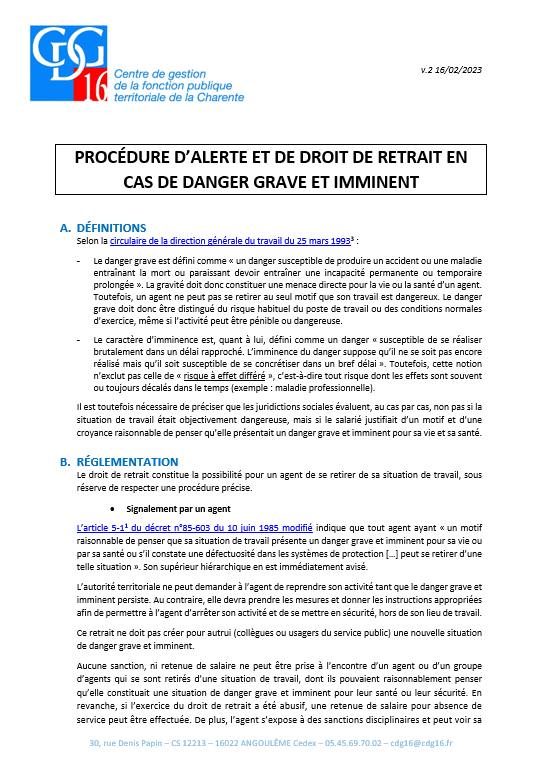 CDG
16
Centre de gestion
de la fonction publique
territoriale de la Charente
v.2 16/02/2023
PROCÉDURE D’ALERTE ET DE DROIT DE RETRAIT EN
CAS DE DANGER GRAVE ET IMMINENT
A. DÉFINITIONS
Selon la circulaire de la direction générale du travail du 25 mars 1993³ :
- Le danger grave est défini comme « un danger susceptible de produire un accident ou une maladie
entraînant la mort ou paraissant devoir entraîner une incapacité permanente ou temporaire
prolongée ». La gravité doit donc constituer une menace directe pour la vie ou la santé d’un agent.
Toutefois, un agent ne peut pas se retirer au seul motif que son travail est dangereux. Le danger
grave doit donc être distingué du risque habituel du poste de travail ou des conditions normales
d’exercice, même si l’activité peut être pénible ou dangereuse.
- Le caractère d’imminence est, quant à lui, défini comme un danger « susceptible de se réaliser
brutalement dans un délai rapproché. L’imminence du danger suppose qu’il ne se soit pas encore
réalisé mais qu’il soit susceptible de se concrétiser dans un bref délai ». Toutefois, cette notion
n’exclut pas celle de « risque à effet différé », c’est-à-dire tout risque dont les effets sont souvent
ou toujours décalés dans le temps (exemple : maladie professionnelle).
Il est toutefois nécessaire de préciser que les juridictions sociales évaluent, au cas par cas, non pas si la
situation de travail était objectivement dangereuse, mais si le salarié justifiait d’un motif et d’une
croyance raisonnable de penser qu’elle présentait un danger grave et imminent pour sa vie et sa santé.
B. RÉGLEMENTATION
Le droit de retrait constitue la possibilité pour un agent de se retirer de sa situation de travail, sous
réserve de respecter une procédure précise.
• Signalement par un agent
L’article 5-1¹ du décret n°85-603 du 10 juin 1985 modifié indique que tout agent ayant « un motif
raisonnable de penser que sa situation de travail présente un danger grave et imminent pour sa vie ou
par sa santé ou s’il constate une défectuosité dans les systèmes de protection […] peut se retirer d’une
telle situation ». Son supérieur hiérarchique en est immédiatement avisé.
L’autorité territoriale ne peut demander à l’agent de reprendre son activité tant que le danger grave et
imminent persiste. Au contraire, elle devra prendre les mesures et donner les instructions appropriées
afin de permettre à l’agent d’arrêter son activité et de se mettre en sécurité, hors de son lieu de travail.
Ce retrait ne doit pas créer pour autrui (collègues ou usagers du service public) une nouvelle situation
de danger grave et imminent.
Aucune sanction, ni retenue de salaire ne peut être prise à l’encontre d’un agent ou d’un groupe
d’agents qui se sont retirés d’une situation de travail, dont ils pouvaient raisonnablement penser
qu’elle constituait une situation de danger grave et imminent pour leur santé ou leur sécurité. En
revanche, si l’exercice du droit de retrait a été abusif, une retenue de salaire pour absence de
service peut être effectuée. De plus, l’agent s’expose à des sanctions disciplinaires et peut voir sa
30, rue Denis Papin – CS 12213 – 16022 ANGOULÊME Cedex – 05.45.69.70.02 – cdg16@cdg16.fr